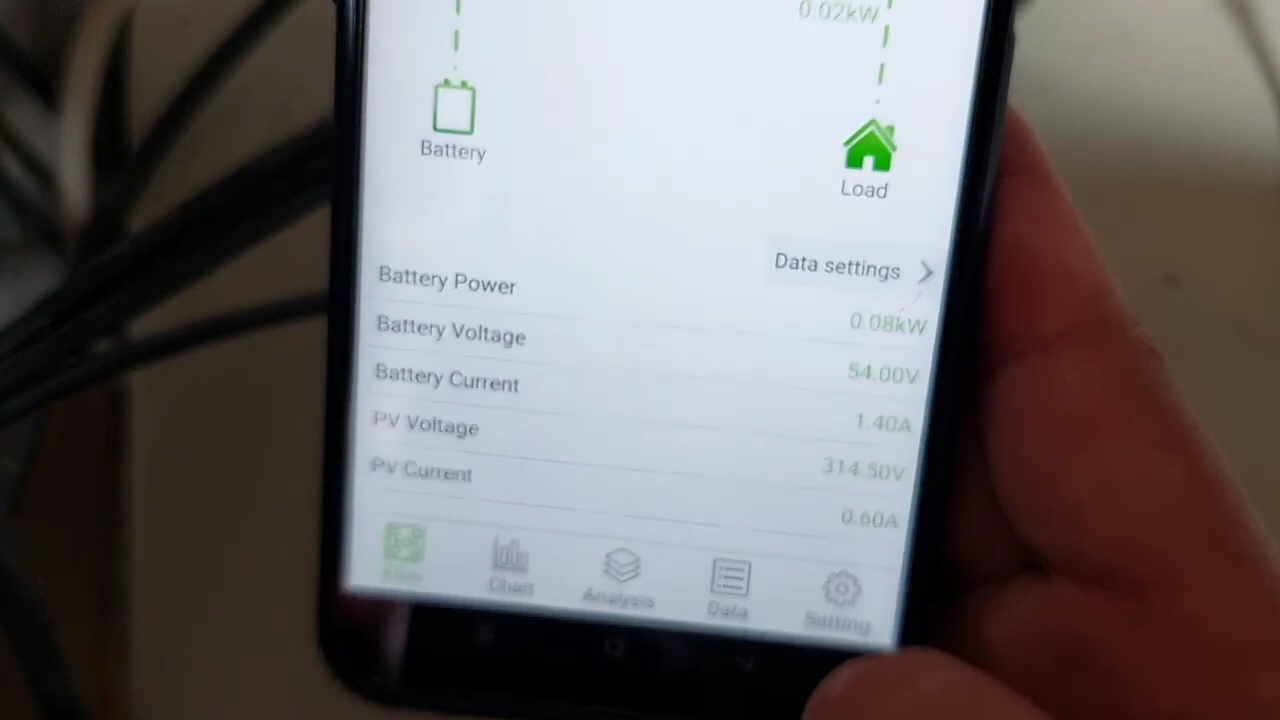 0.02kW
Battery
Load
Data settings
Battery Power 0.08kW
Battery Voltage 54.00V
Battery Current 1.40A
PV Voltage 314.50V
PV Current 0.60A
Chart Analysis Data Setting